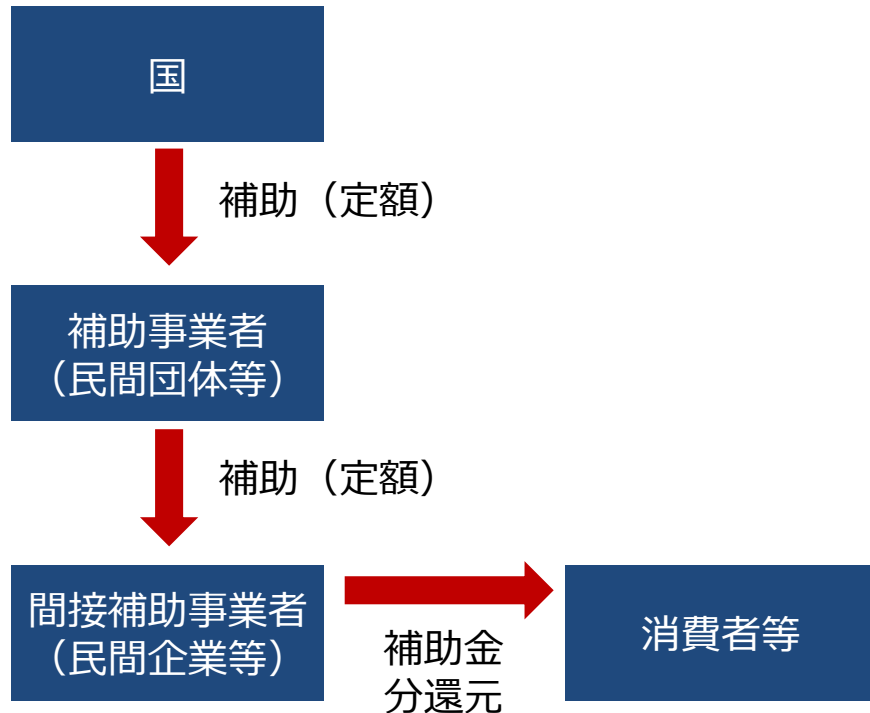 国
補助（定額）
補助事業者
（民間団体等）
補助（定額）
間接補助事業者
（民間企業等）
補助金
分還元
消費者等